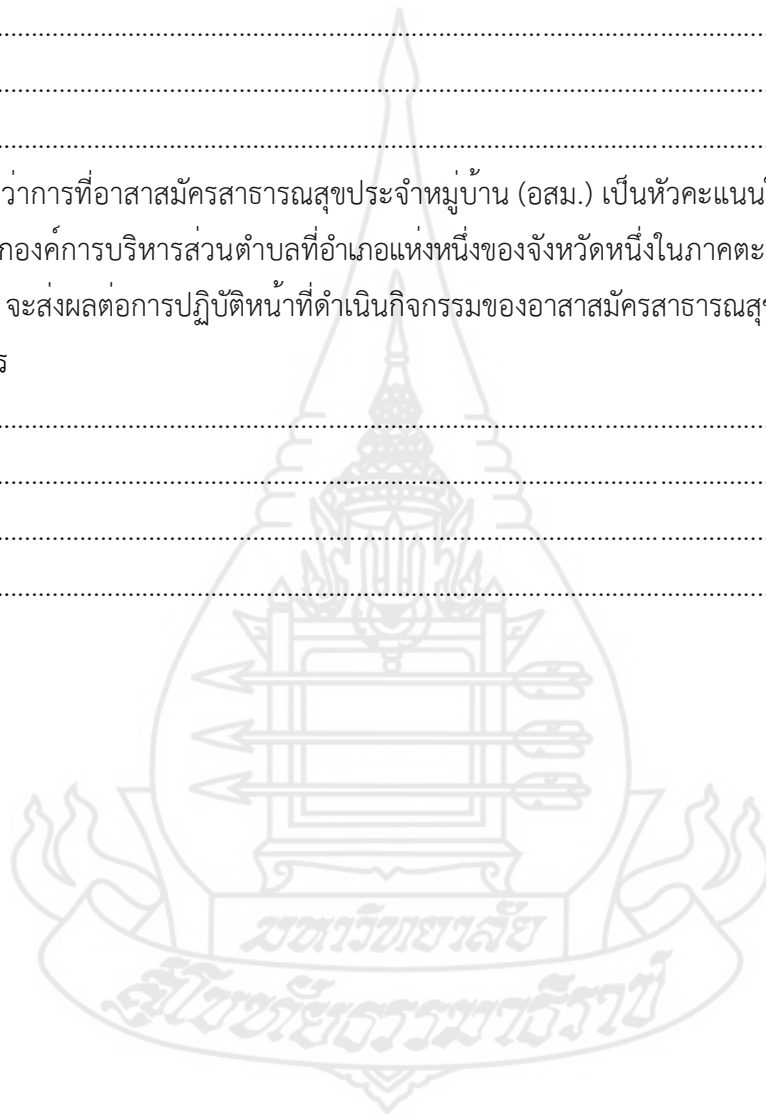 ................................................................................................
................................................................................................
................................................................................................
ว่าการที่อาสาสมัครสาธารณสุขประจำหมู่บ้าน (อสม.) เป็นหัวคะแนน
กองค์การบริหารส่วนตำบลที่อำเภอแห่งหนึ่งของจังหวัดหนึ่งในภาคตะ
จะส่งผลต่อการปฏิบัติหน้าที่ดำเนินกิจกรรมของอาสาสมัครสาธารณสุข
ร
................................................................................................
................................................................................................
................................................................................................
................................................................................................
มหาวิทยาลัย
สุโขทัยธรรมาธิราช